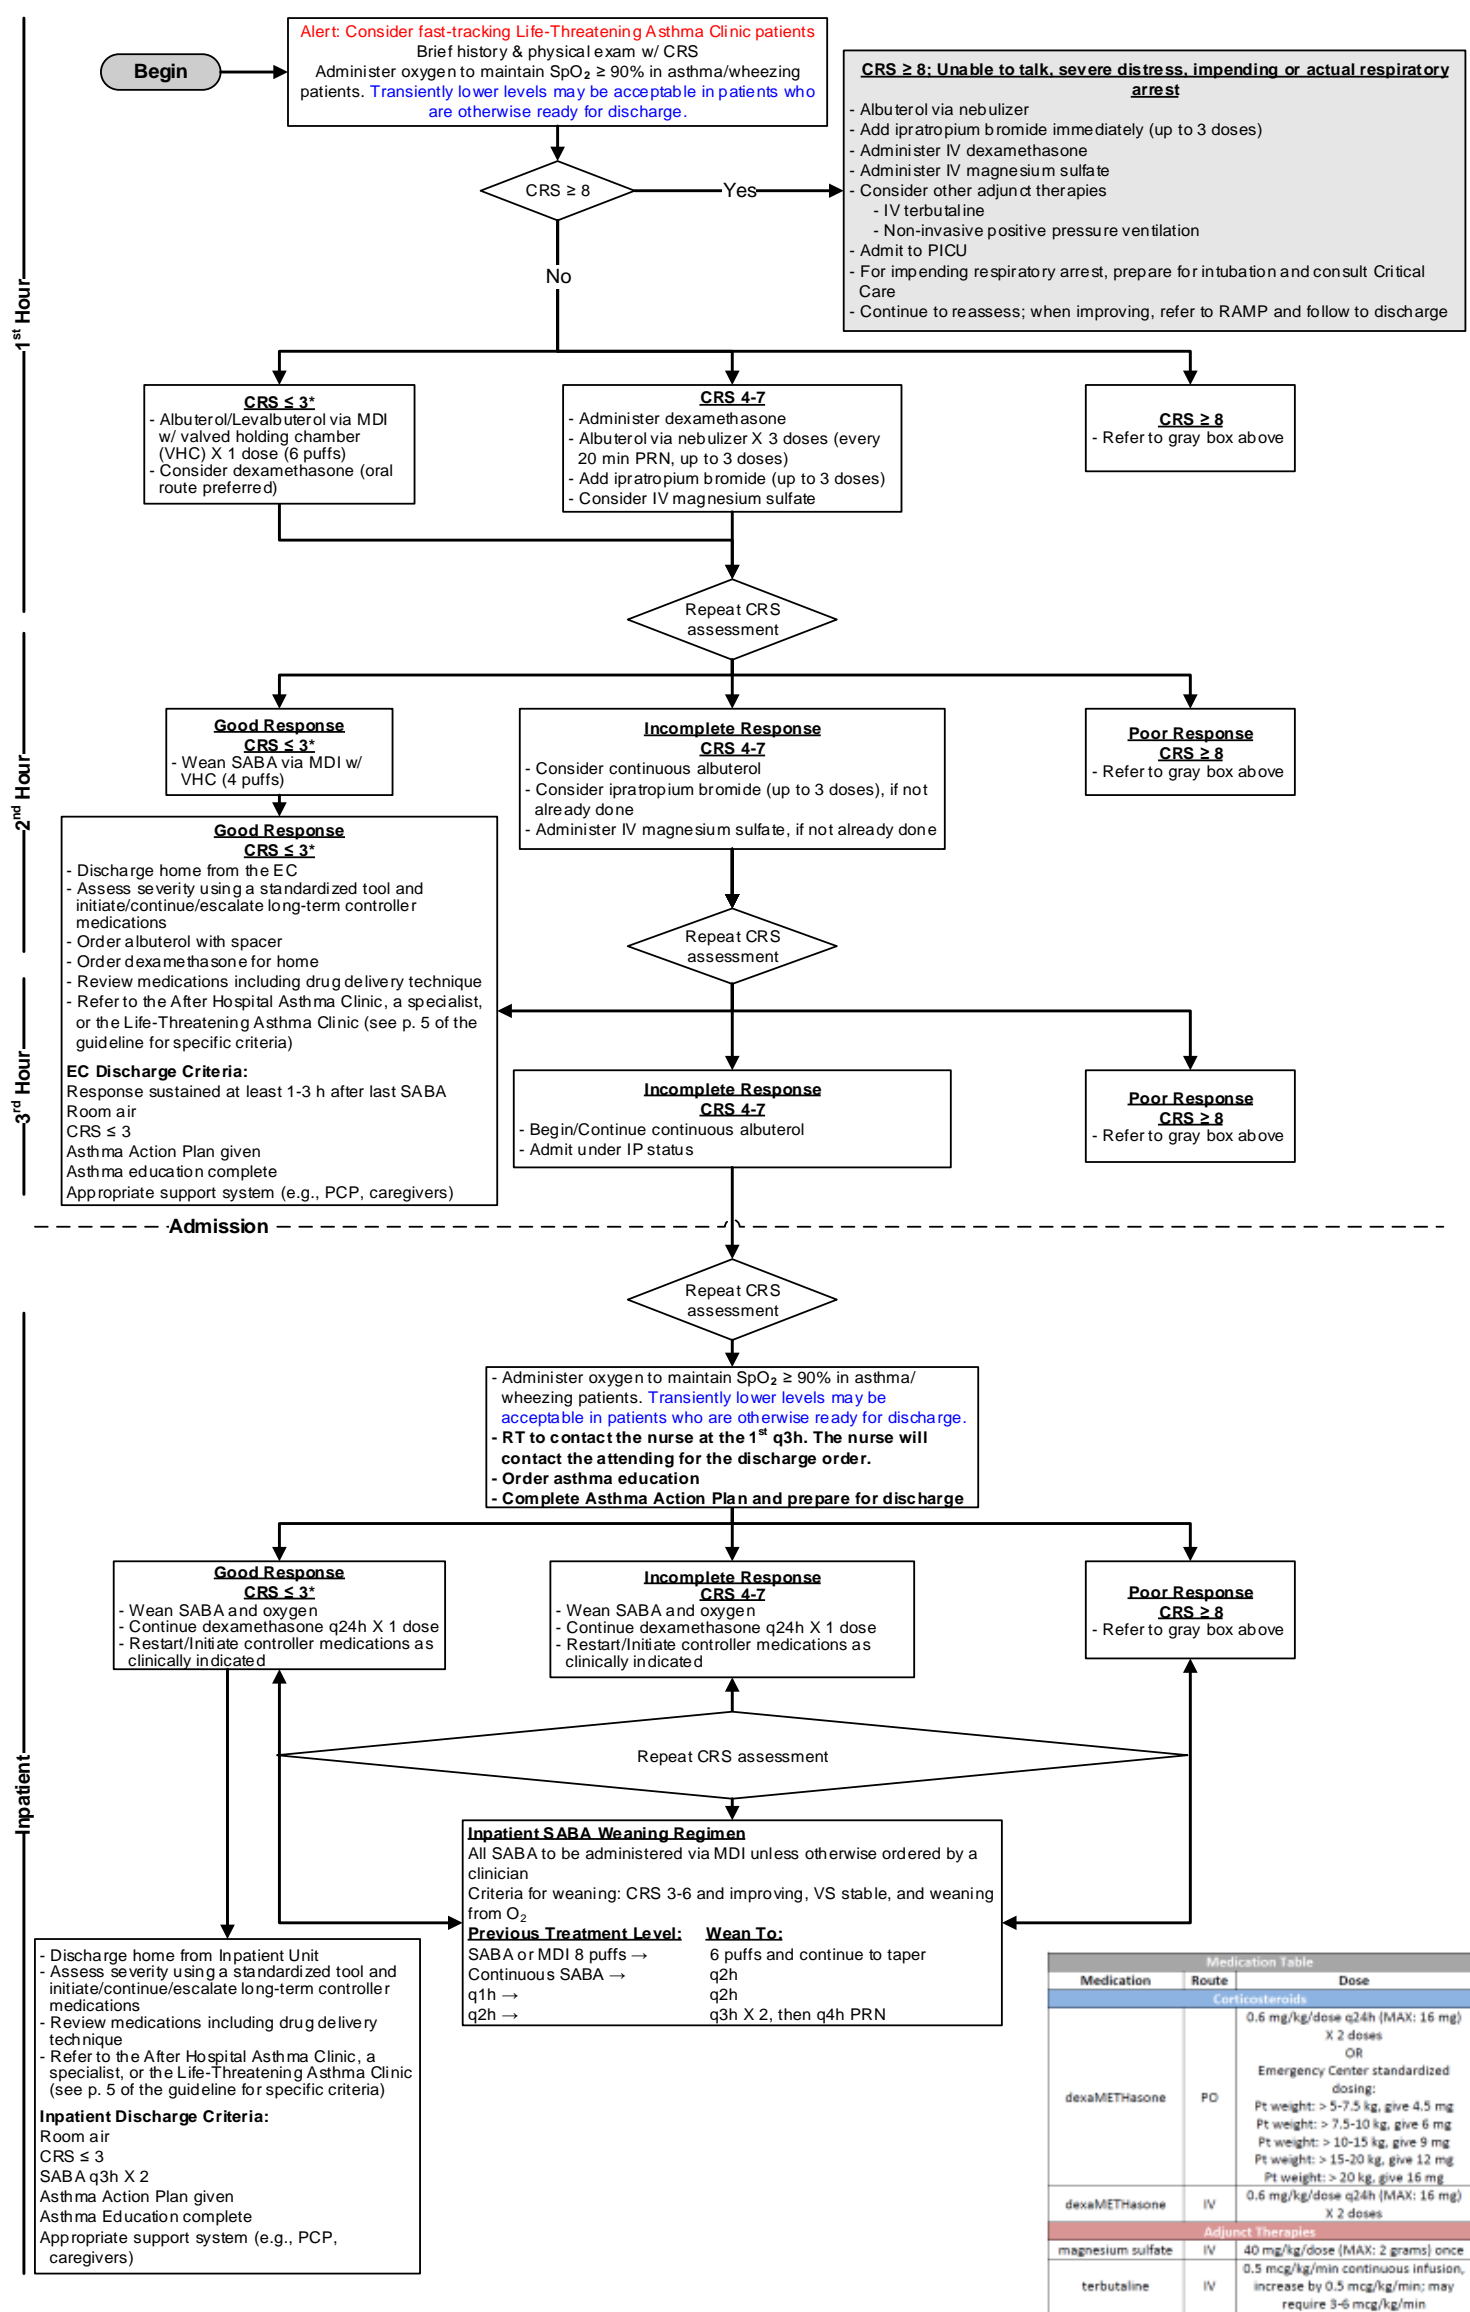 Begin
Alert: Consider fast-tracking Life-Threatening Asthma Clinic patients
Brief history & physical exam w/ CRS
Administer oxygen to maintain SpO₂ ≥ 90% in asthma/wheezing
patients. Transiently lower levels may be acceptable in patients who
are otherwise ready for discharge.
CRS ≥ 8; Unable to talk, severe distress, impending or actual respiratory
arrest
- Albuterol via nebulizer
- Add ipratropium bromide immediately (up to 3 doses)
- Administer IV dexamethasone
- Administer IV magnesium sulfate
- Consider other adjunct therapies
- IV terbutaline
- Non-invasive positive pressure ventilation
- Admit to PICU
- For impending respiratory arrest, prepare for intubation and consult Critical
Care
- Continue to reassess; when improving, refer to RAMP and follow to discharge
CRS ≥ 8
Yes
No
1st Hour
CRS ≤ 3*
- Albuterol/Levalbuterol via MDI
w/ valved holding chamber
(VHC) X 1 dose (6 puffs)
- Consider dexamethasone (oral
route preferred)
CRS 4-7
- Administer dexamethasone
- Albuterol via nebulizer X 3 doses (every
20 min PRN, up to 3 doses)
- Add ipratropium bromide (up to 3 doses)
- Consider IV magnesium sulfate
CRS ≥ 8
- Refer to gray box above
Repeat CRS
assessment
2nd Hour
Good Response
CRS ≤ 3*
- Wean SABA via MDI w/
VHC (4 puffs)
Incomplete Response
CRS 4-7
- Consider continuous albuterol
- Consider ipratropium bromide (up to 3 doses), if not
already done
- Administer IV magnesium sulfate, if not already done
Poor Response
CRS ≥ 8
- Refer to gray box above
Good Response
CRS ≤ 3*
- Discharge home from the EC
- Assess severity using a standardized tool and
initiate/continue/escalate long-term controller
medications
- Order albuterol with spacer
- Order dexamethasone for home
- Review medications including drug delivery technique
- Refer to the After Hospital Asthma Clinic, a specialist,
or the Life-Threatening Asthma Clinic (see p. 5 of the
guideline for specific criteria)
EC Discharge Criteria:
Response sustained at least 1-3 h after last SABA
Room air
CRS ≤ 3
Asthma Action Plan given
Asthma education complete
Appropriate support system (e.g., PCP, caregivers)
Repeat CRS
assessment
3rd Hour
Incomplete Response
CRS 4-7
- Begin/Continue continuous albuterol
- Admit under IP status
Poor Response
CRS ≥ 8
- Refer to gray box above
Admission
Repeat CRS
assessment
- Administer oxygen to maintain SpO₂ ≥ 90% in asthma/
wheezing patients. Transiently lower levels may be
acceptable in patients who are otherwise ready for discharge.
- RT to contact the nurse at the 1st q3h. The nurse will
contact the attending for the discharge order.
- Order asthma education
- Complete Asthma Action Plan and prepare for discharge
Inpatient
Good Response
CRS ≤ 3*
- Wean SABA and oxygen
- Continue dexamethasone q24h X 1 dose
- Restart/Initiate controller medications as
clinically indicated
Incomplete Response
CRS 4-7
- Wean SABA and oxygen
- Continue dexamethasone q24h X 1 dose
- Restart/Initiate controller medications as
clinically indicated
Poor Response
CRS ≥ 8
- Refer to gray box above
Repeat CRS assessment
Inpatient SABA Weaning Regimen
All SABA to be administered via MDI unless otherwise ordered by a
clinician
Criteria for weaning: CRS 3-6 and improving, VS stable, and weaning
from O₂
Previous Treatment Level: Wean To:
SABA or MDI 8 puffs → 6 puffs and continue to taper
Continuous SABA → q2h
q1h → q2h
q2h → q3h X 2, then q4h PRN
- Discharge home from Inpatient Unit
- Assess severity using a standardized tool and
initiate/continue/escalate long-term controller
medications
- Review medications including drug delivery
technique
- Refer to the After Hospital Asthma Clinic, a
specialist, or the Life-Threatening Asthma Clinic
(see p. 5 of the guideline for specific criteria)
Inpatient Discharge Criteria:
Room air
CRS ≤ 3
SABA q3h X 2
Asthma Action Plan given
Asthma Education complete
Appropriate support system (e.g., PCP,
caregivers)
Medication Table
Medication Route Dose
Corticosteroids
dexaMETHasone PO 0.6 mg/kg/dose q24h (MAX: 16 mg)
X 2 doses
OR
Emergency Center standardized
dosing:
Pt weight: > 5-7.5 kg, give 4.5 mg
Pt weight: > 7.5-10 kg, give 6 mg
Pt weight: > 10-15 kg, give 9 mg
Pt weight: > 15-20 kg, give 12 mg
Pt weight: > 20 kg, give 16 mg
dexaMETHasone IV 0.6 mg/kg/dose q24h (MAX: 16 mg)
X 2 doses
Adjunct Therapies
magnesium sulfate IV 40 mg/kg/dose (MAX: 2 grams) once
terbutaline IV 0.5 mcg/kg/min continuous infusion,
increase by 0.5 mcg/kg/min; may
require 3-6 mcg/kg/min